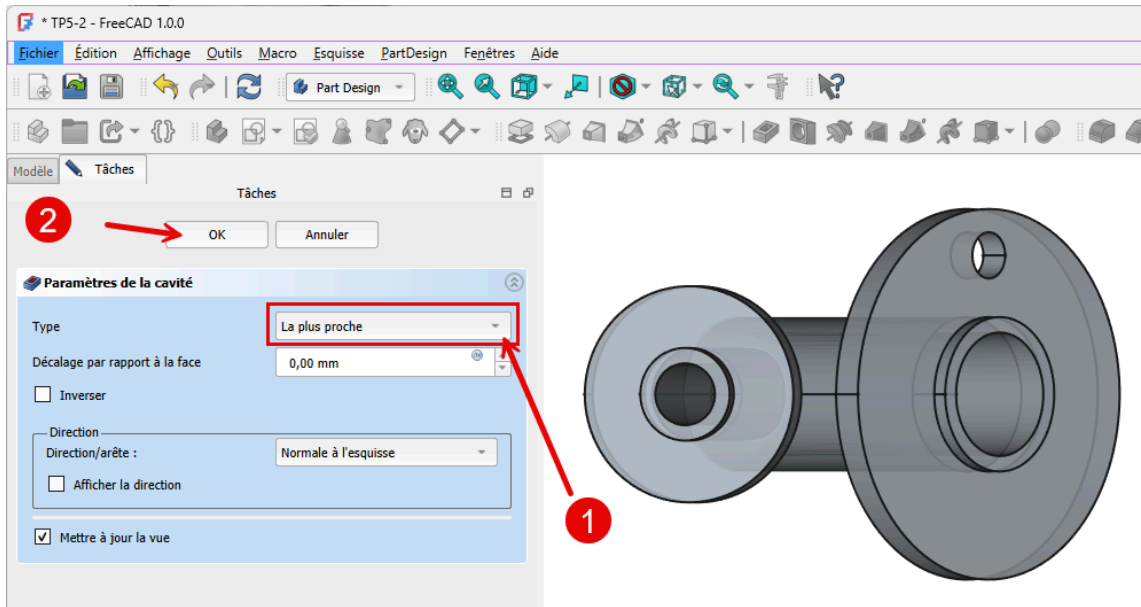 * TP5-2 - FreeCAD 1.0.0
Fichier Édition Affichage Outils Macro Esquisse PartDesign Fenêtres Aide
Part Design
Modèle Tâches
Tâches
2
OK Annuler
Paramètres de la cavité
Type La plus proche
Décalage par rapport à la face 0,00 mm
Inverser
Direction
Direction/arête : Normale à l'esquisse
Afficher la direction
1
Mettre à jour la vue